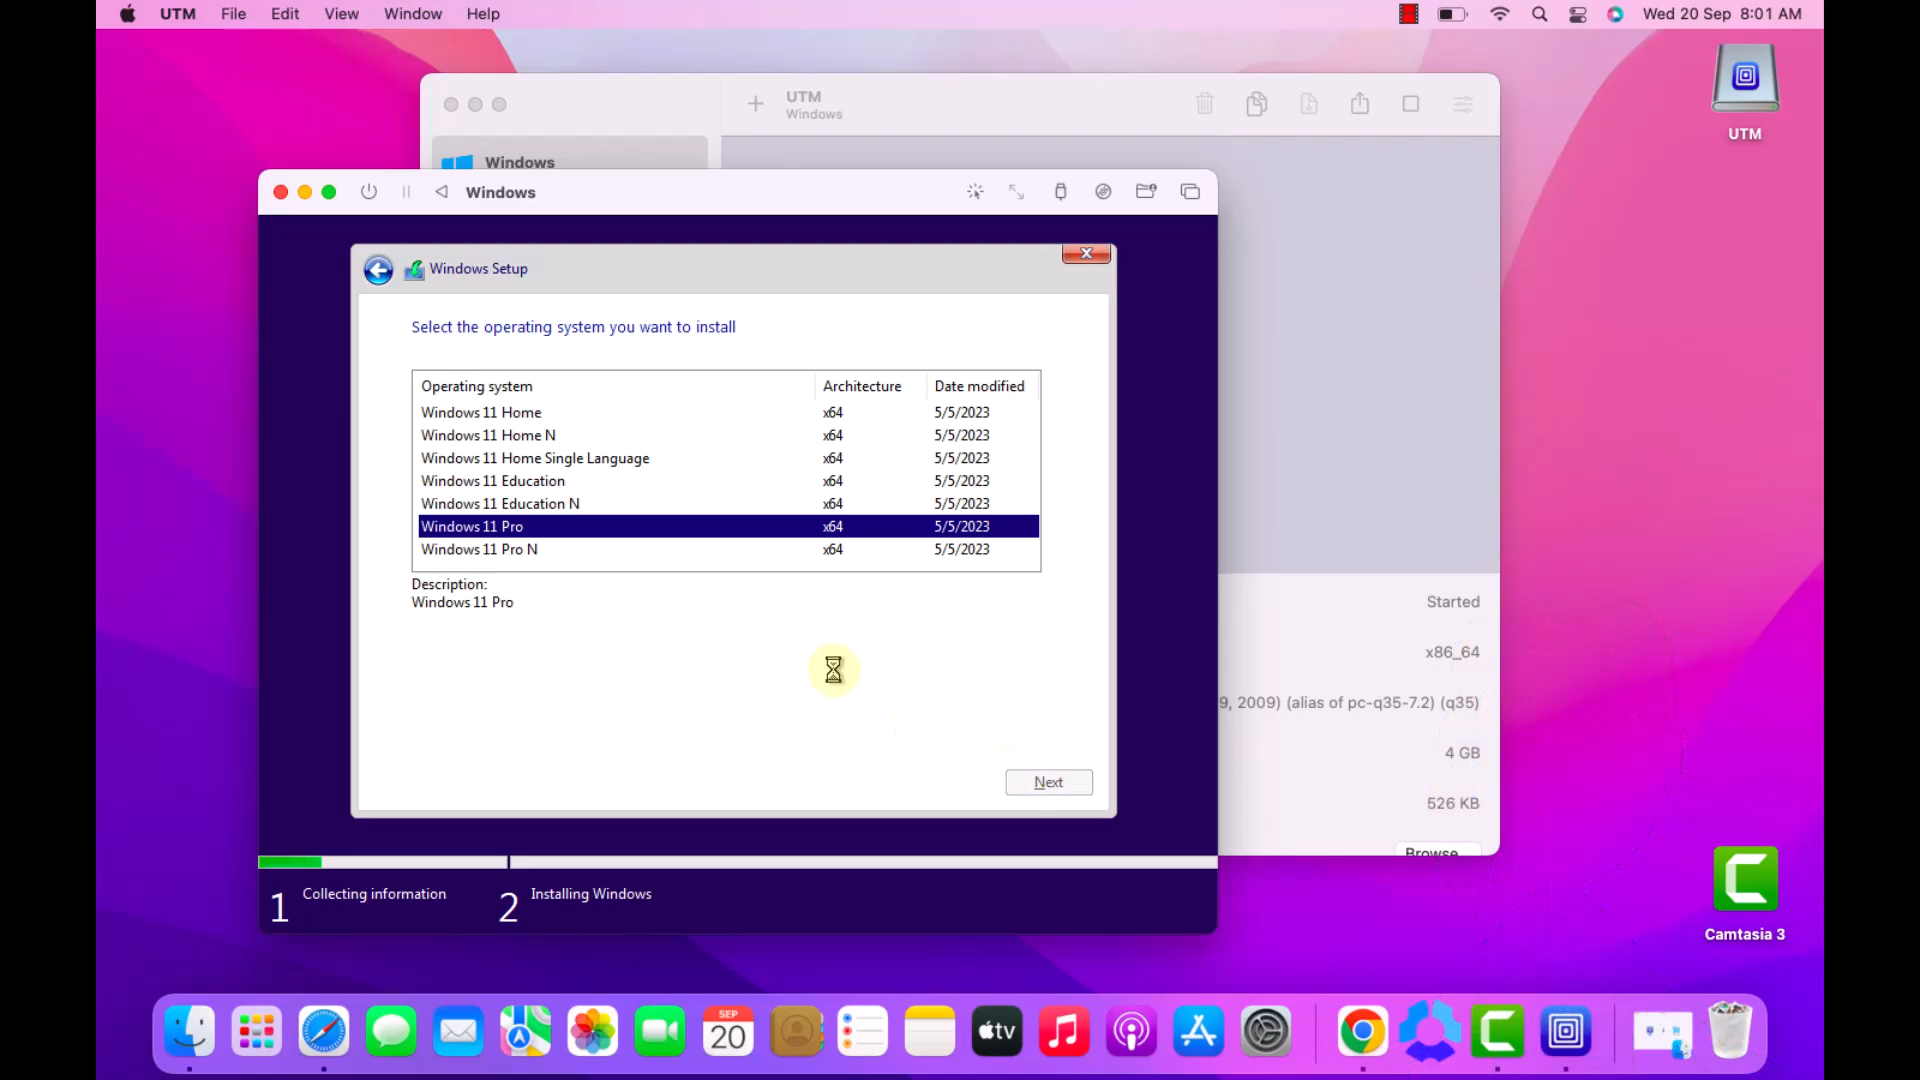 UTM File Edit View Window Help
Wed 20 Sep 8:01 AM
UTM
Windows
Windows
UTM
Windows
Windows Setup
Select the operating system you want to install
Operating system Architecture Date modified
Windows 11 Home x64 5/5/2023
Windows 11 Home N x64 5/5/2023
Windows 11 Home Single Language x64 5/5/2023
Windows 11 Education x64 5/5/2023
Windows 11 Education N x64 5/5/2023
Windows 11 Pro x64 5/5/2023
Windows 11 Pro N x64 5/5/2023
Description:
Windows 11 Pro
Next
Started
x86_64
9, 2009) (alias of pc-q35-7.2) (q35)
4 GB
526 KB
Browse
1 Collecting information
2 Installing Windows
Camtasia 3
SEP
20
tv